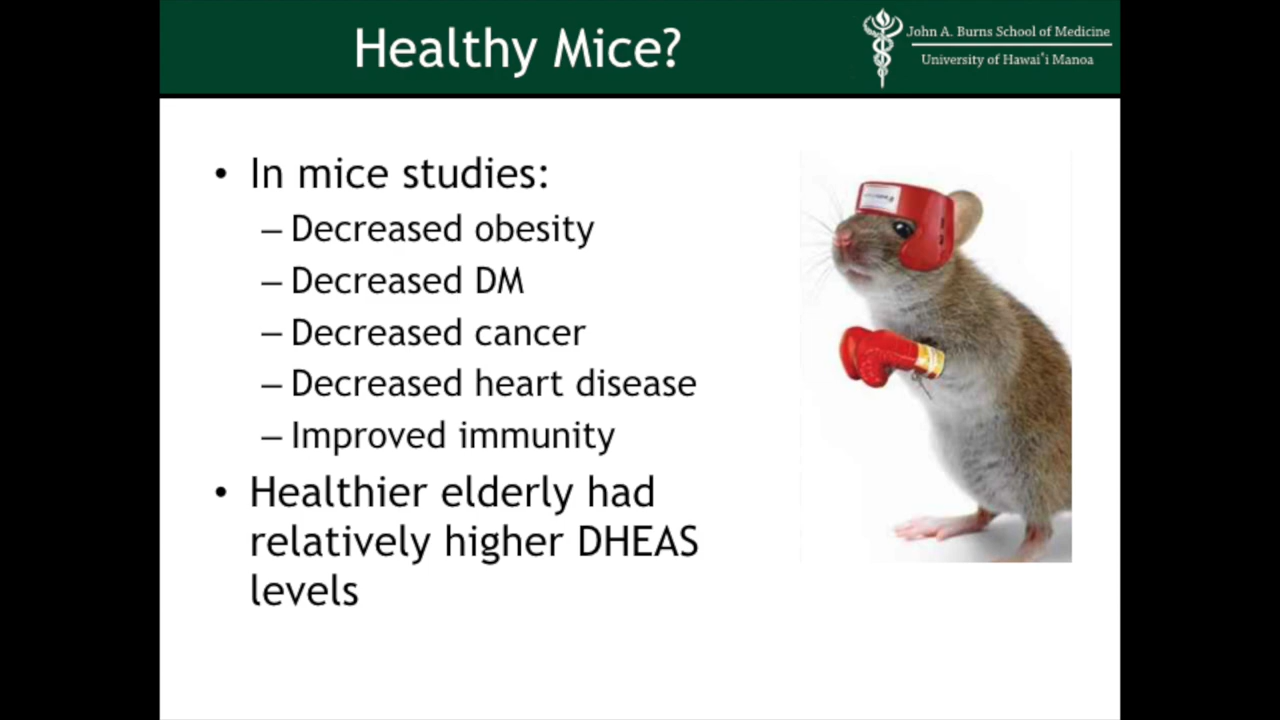 Healthy Mice?
John A. Burns School of Medicine
University of Hawai'i Manoa
• In mice studies:
– Decreased obesity
– Decreased DM
– Decreased cancer
– Decreased heart disease
– Improved immunity
• Healthier elderly had
relatively higher DHEAS
levels